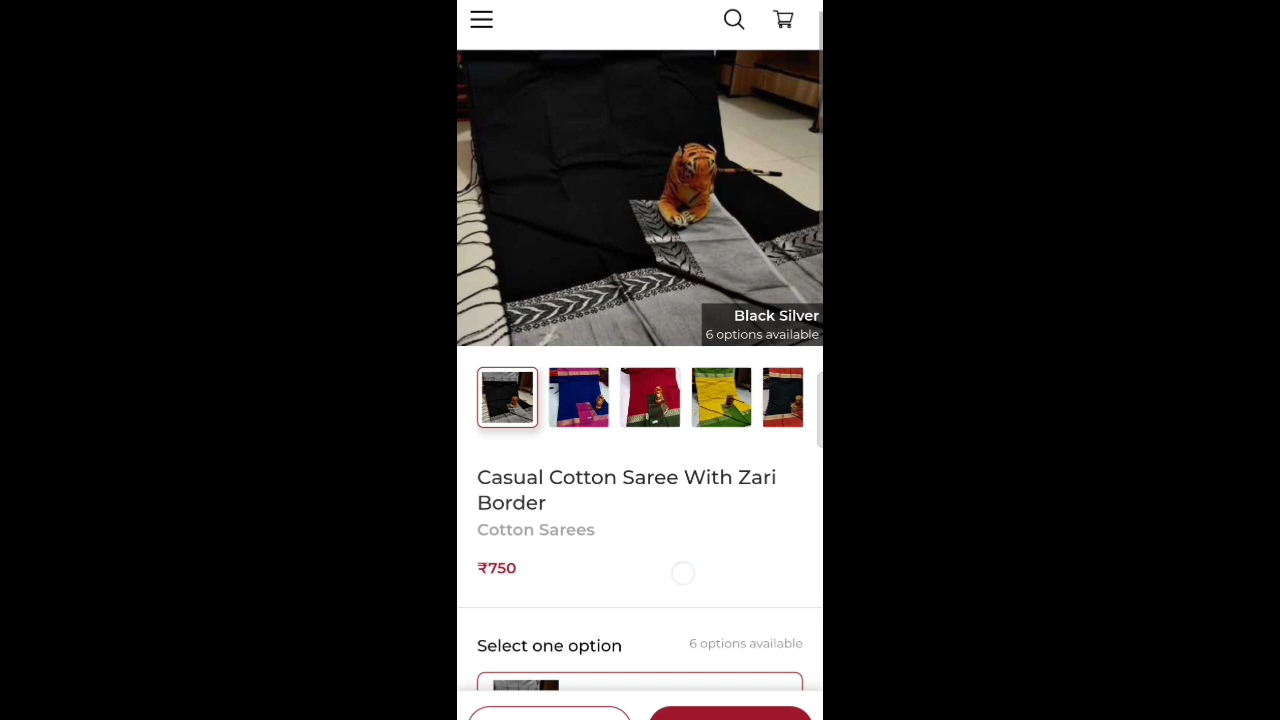 Black Silver
6 options available
Casual Cotton Saree With Zari
Border
Cotton Sarees
₹750
Select one option
6 options available